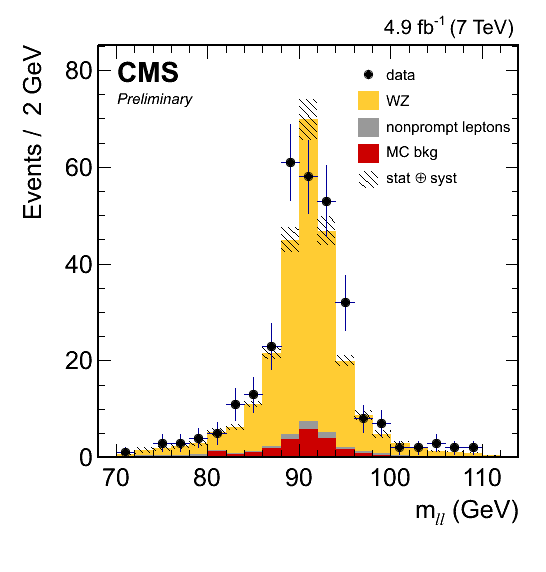 4.9 fb⁻¹ (7 TeV)
CMS
Preliminary
data
WZ
nonprompt leptons
MC bkg
stat ⊕ syst
Events / 2 GeV
80
60
40
20
0
70 80 90 100 110
m_ll (GeV)